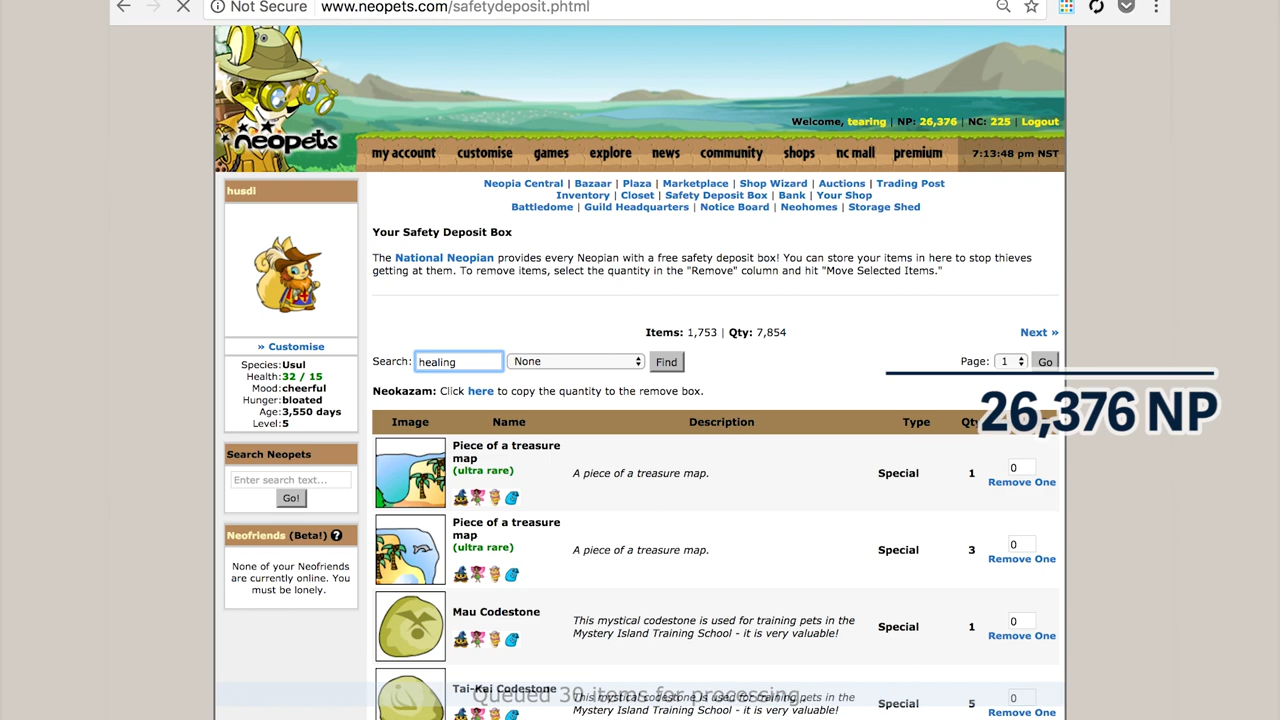 Not Secure www.neopets.com/safetydeposit.phtml
neopets
Welcome, tearing | NP: 26,376 | NC: 225 | Logout
my account customise games explore news community shops nc mall premium 7:13:48 pm NST
husdl
Neopia Central | Bazaar | Plaza | Marketplace | Shop Wizard | Auctions | Trading Post
Inventory | Closet | Safety Deposit Box | Bank | Your Shop
Battledome | Guild Headquarters | Notice Board | Neohomes | Storage Shed
Your Safety Deposit Box
The National Neopian provides every Neopian with a free safety deposit box! You can store your items in here to stop thieves
getting at them. To remove items, select the quantity in the "Remove" column and hit "Move Selected Items."
Items: 1,753 | Qty: 7,854
Next »
Search: healing None Find
Page: 1 Go
Neokazam: Click here to copy the quantity to the remove box.
26,376 NP
Image Name Description Type
Piece of a treasure
map
(ultra rare)
A piece of a treasure map.
Special
1
0
Remove One
Piece of a treasure
map
(ultra rare)
A piece of a treasure map.
Special
3
0
Remove One
Mau Codestone
This mystical codestone is used for training pets in the
Mystery Island Training School - it is very valuable!
Special
1
0
Remove One
Tai-Kai Codestone
This mystical codestone is used for training pets in the
Mystery Island Training School - it is very valuable!
Special
5
0
Remove One
Queued 30 items for processing.
» Customise
Species: Usul
Health: 32 / 15
Mood: cheerful
Hunger: bloated
Age: 3,550 days
Level: 5
Search Neopets
Enter search text...
Go!
Neofriends (Beta!) ?
None of your Neofriends
are currently online. You
must be lonely.